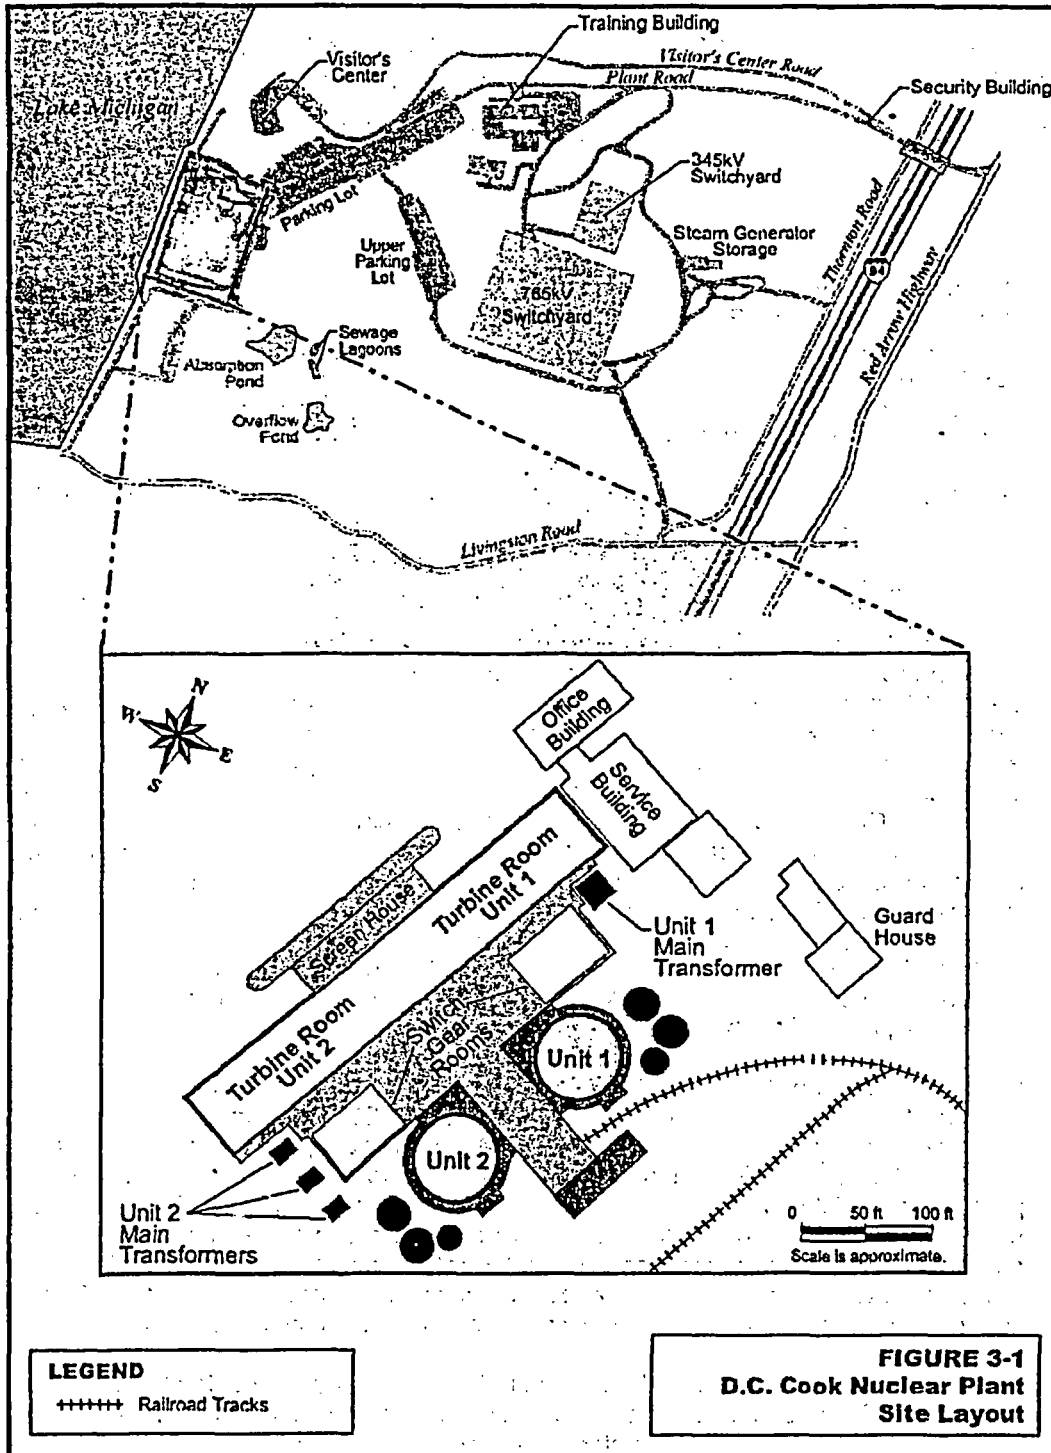 Training Building
Visitor's
Center
Visitor's Center Road
Plant Road
Security Building
Lake Michigan
345kV
Switchyard
Parking Lot
Thornton Road
Upper
Parking
Lot
Steam Generator
Storage
94
765kV
Switchyard
Red Arrow Highway
Sewage
Lagoons
Absorption
Pond
Overflow
Pond
Livingston Road
N
W
E
S
Office
Building
Service
Building
Turbine Room
Unit 1
Screen House
Guard
House
Unit 1
Main
Transformer
Switch
Gear
Rooms
Turbine Room
Unit 2
Unit 1
Unit 2
Unit 2
Main
Transformers
0 50 ft 100 ft
Scale is approximate.
LEGEND
Railroad Tracks
FIGURE 3-1
D.C. Cook Nuclear Plant
Site Layout